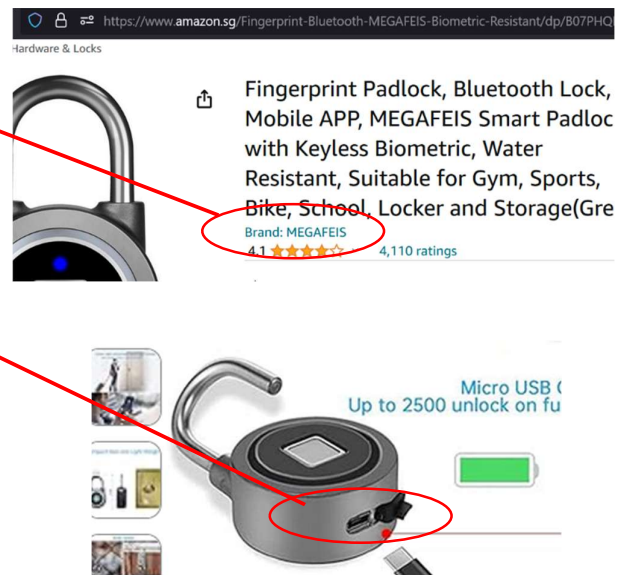 https://www.amazon.sg/Fingerprint-Bluetooth-MEGAFEIS-Biometric-Resistant/dp/B07PHQ
Hardware & Locks
Fingerprint Padlock, Bluetooth Lock,
Mobile APP, MEGAFEIS Smart Padloc
with Keyless Biometric, Water
Resistant, Suitable for Gym, Sports,
Bike, School, Locker and Storage(Gre
Brand: MEGAFEIS
4.1 4,110 ratings
Micro USB
Up to 2500 unlock on fu